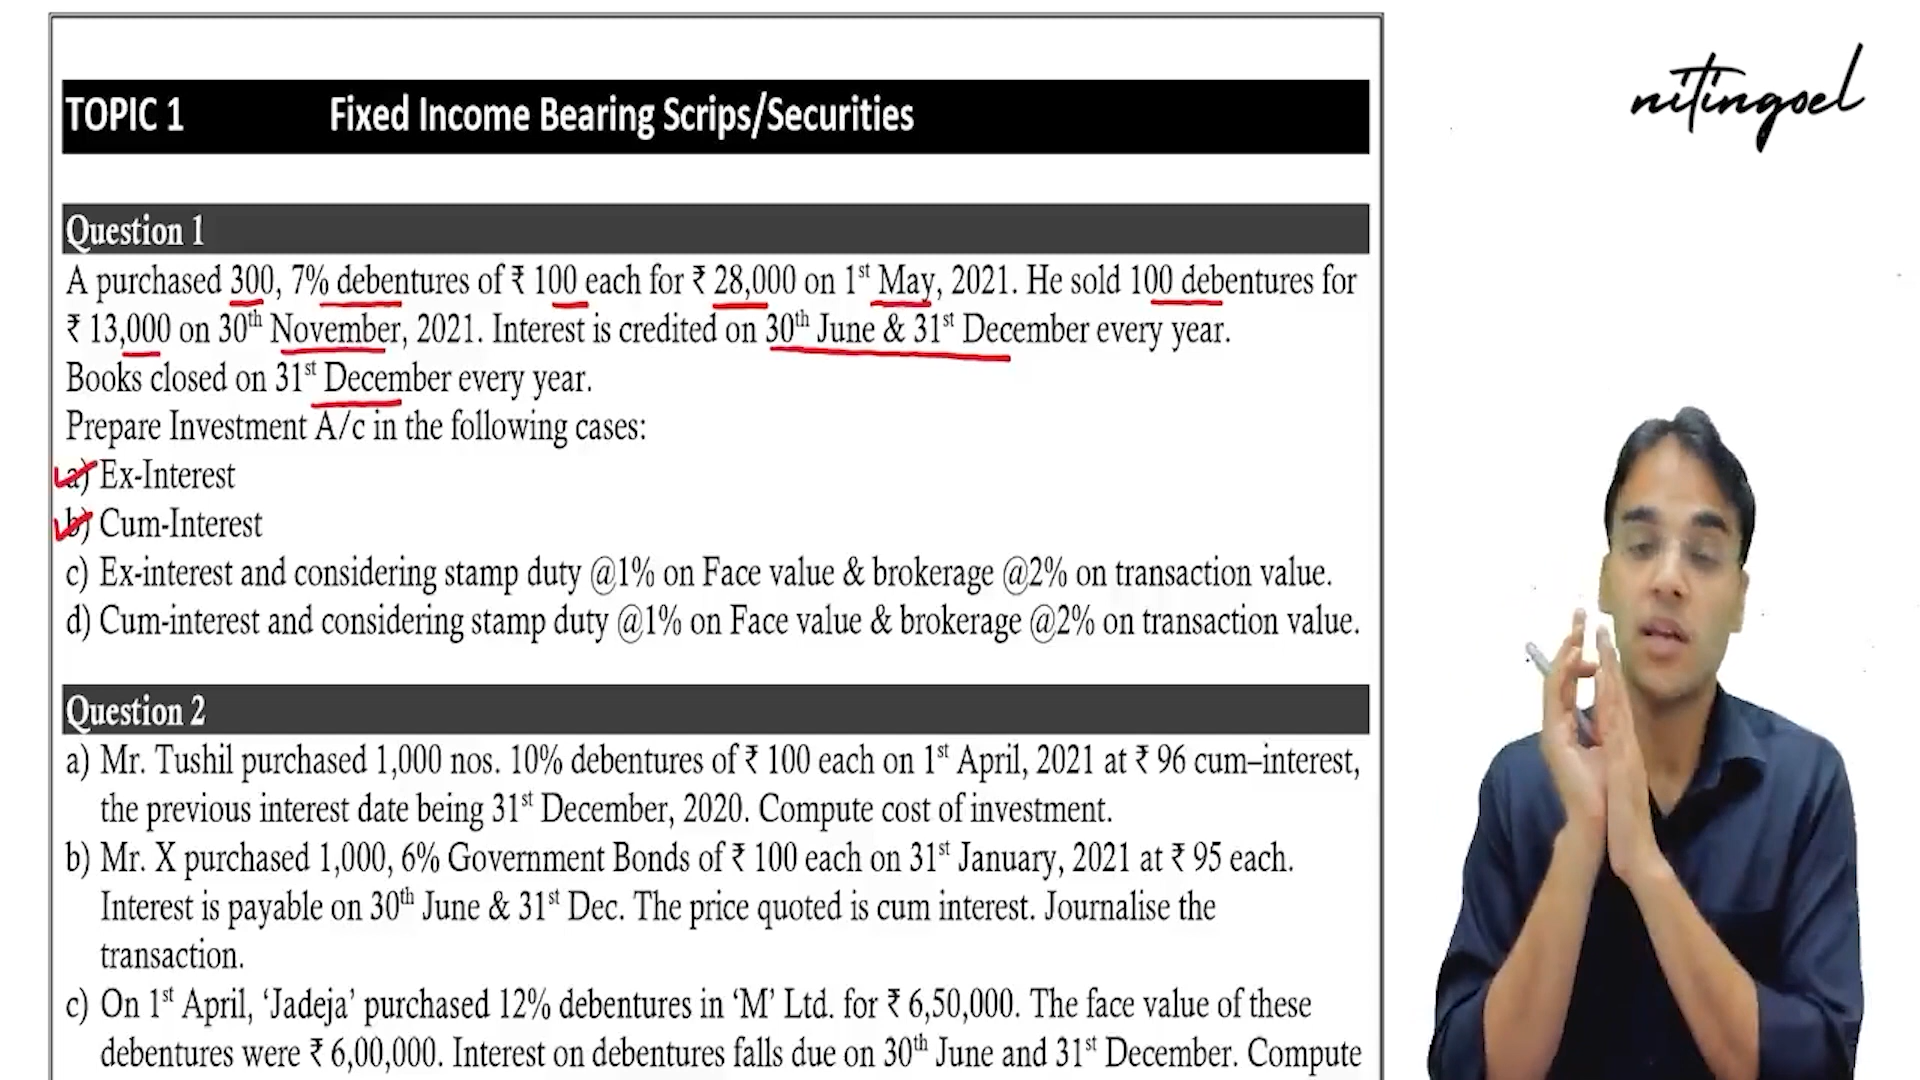 nitingoel
TOPIC 1 Fixed Income Bearing Scrips/Securities
Question 1
A purchased 300, 7% debentures of ₹ 100 each for ₹ 28,000 on 1st May, 2021. He sold 100 debentures for
₹ 13,000 on 30th November, 2021. Interest is credited on 30th June & 31st December every year.
Books closed on 31st December every year.
Prepare Investment A/c in the following cases:
a) Ex-Interest
b) Cum-Interest
c) Ex-interest and considering stamp duty @1% on Face value & brokerage @2% on transaction value.
d) Cum-interest and considering stamp duty @1% on Face value & brokerage @2% on transaction value.
Question 2
a) Mr. Tushil purchased 1,000 nos. 10% debentures of ₹ 100 each on 1st April, 2021 at ₹ 96 cum–interest,
the previous interest date being 31st December, 2020. Compute cost of investment.
b) Mr. X purchased 1,000, 6% Government Bonds of ₹ 100 each on 31st January, 2021 at ₹ 95 each.
Interest is payable on 30th June & 31st Dec. The price quoted is cum interest. Journalise the
transaction.
c) On 1st April, ‘Jadeja’ purchased 12% debentures in ‘M’ Ltd. for ₹ 6,50,000. The face value of these
debentures were ₹ 6,00,000. Interest on debentures falls due on 30th June and 31st December. Compute